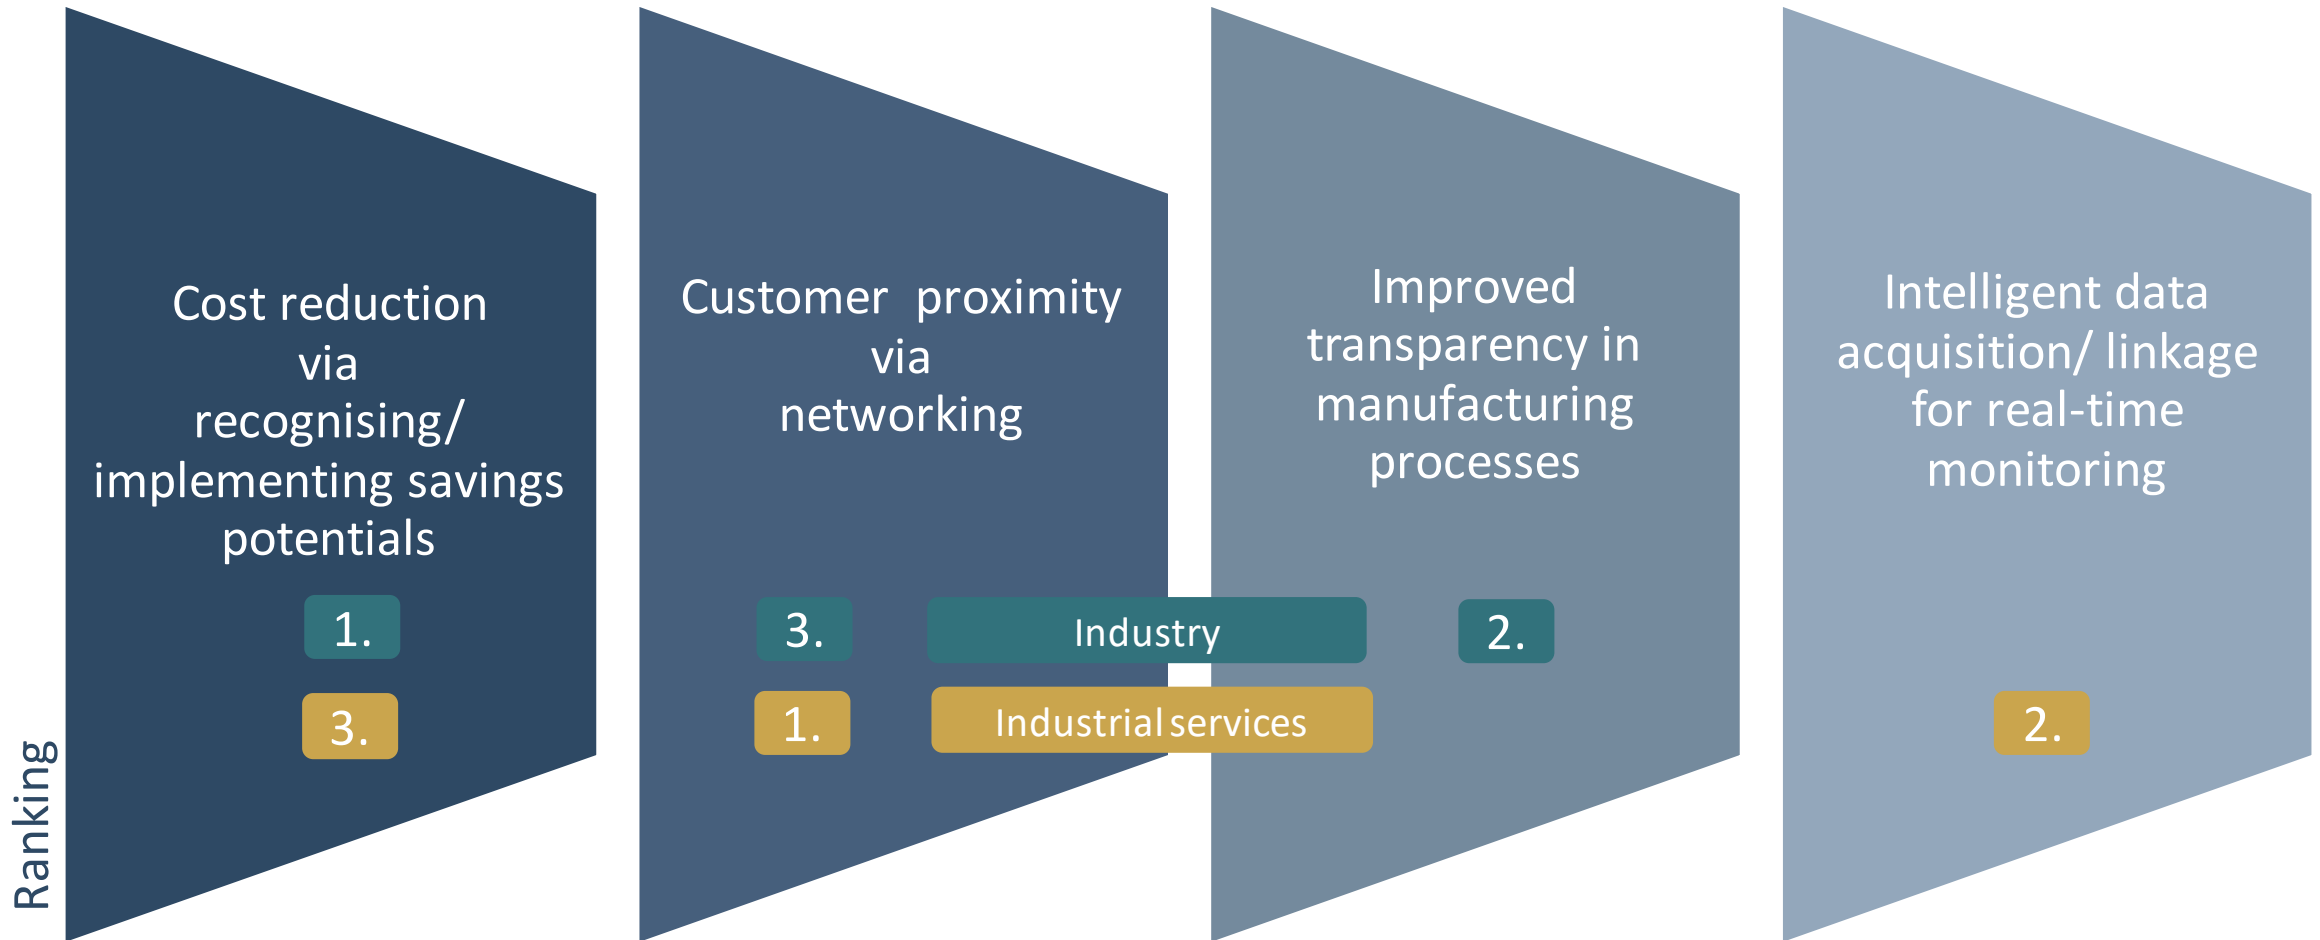 Cost reduction
via
recognising/
implementing savings
potentials
1.
3.
Customer proximity
via
networking
3.
1.
Industry
Industrial services
Improved
transparency in
manufacturing
processes
2.
Intelligent data
acquisition/ linkage
for real-time
monitoring
2.
Ranking